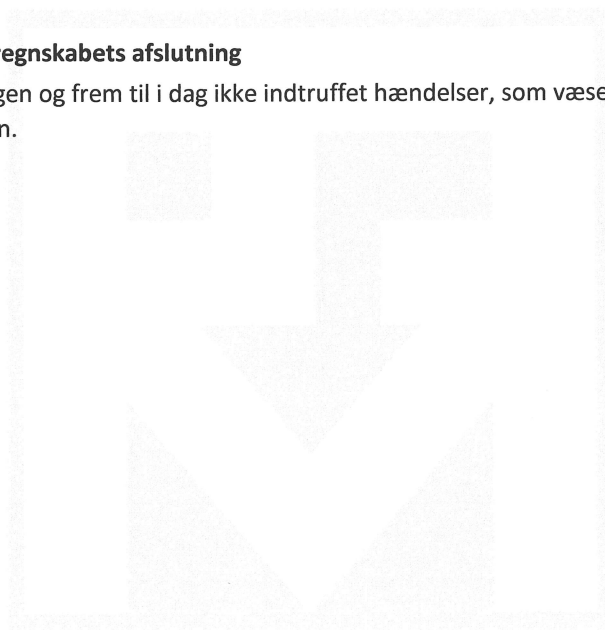 regnskabets afslutning
gen og frem til i dag ikke indtruffet hændelser, som væse
n.